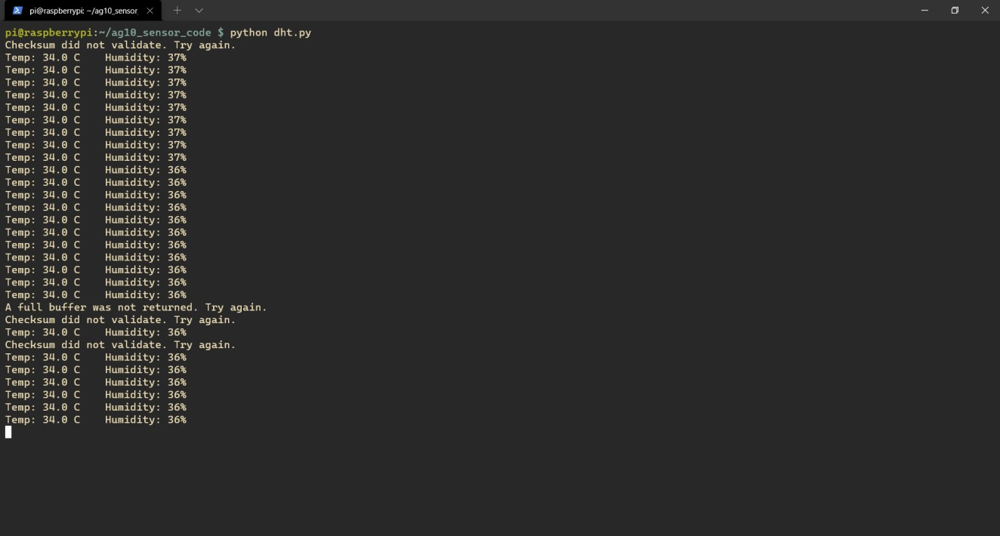 pi@raspberrypi: ~/ag10_sensor
pi@raspberrypi:~/ag10_sensor_code $ python dht.py
Checksum did not validate. Try again.
Temp: 34.0 C    Humidity: 37%
Temp: 34.0 C    Humidity: 37%
Temp: 34.0 C    Humidity: 37%
Temp: 34.0 C    Humidity: 37%
Temp: 34.0 C    Humidity: 37%
Temp: 34.0 C    Humidity: 37%
Temp: 34.0 C    Humidity: 37%
Temp: 34.0 C    Humidity: 37%
Temp: 34.0 C    Humidity: 37%
Temp: 34.0 C    Humidity: 36%
Temp: 34.0 C    Humidity: 36%
Temp: 34.0 C    Humidity: 36%
Temp: 34.0 C    Humidity: 36%
Temp: 34.0 C    Humidity: 36%
Temp: 34.0 C    Humidity: 36%
Temp: 34.0 C    Humidity: 36%
Temp: 34.0 C    Humidity: 36%
Temp: 34.0 C    Humidity: 36%
Temp: 34.0 C    Humidity: 36%
Temp: 34.0 C    Humidity: 36%
A full buffer was not returned. Try again.
Checksum did not validate. Try again.
Temp: 34.0 C    Humidity: 36%
Checksum did not validate. Try again.
Temp: 34.0 C    Humidity: 36%
Temp: 34.0 C    Humidity: 36%
Temp: 34.0 C    Humidity: 36%
Temp: 34.0 C    Humidity: 36%
Temp: 34.0 C    Humidity: 36%
Temp: 34.0 C    Humidity: 36%